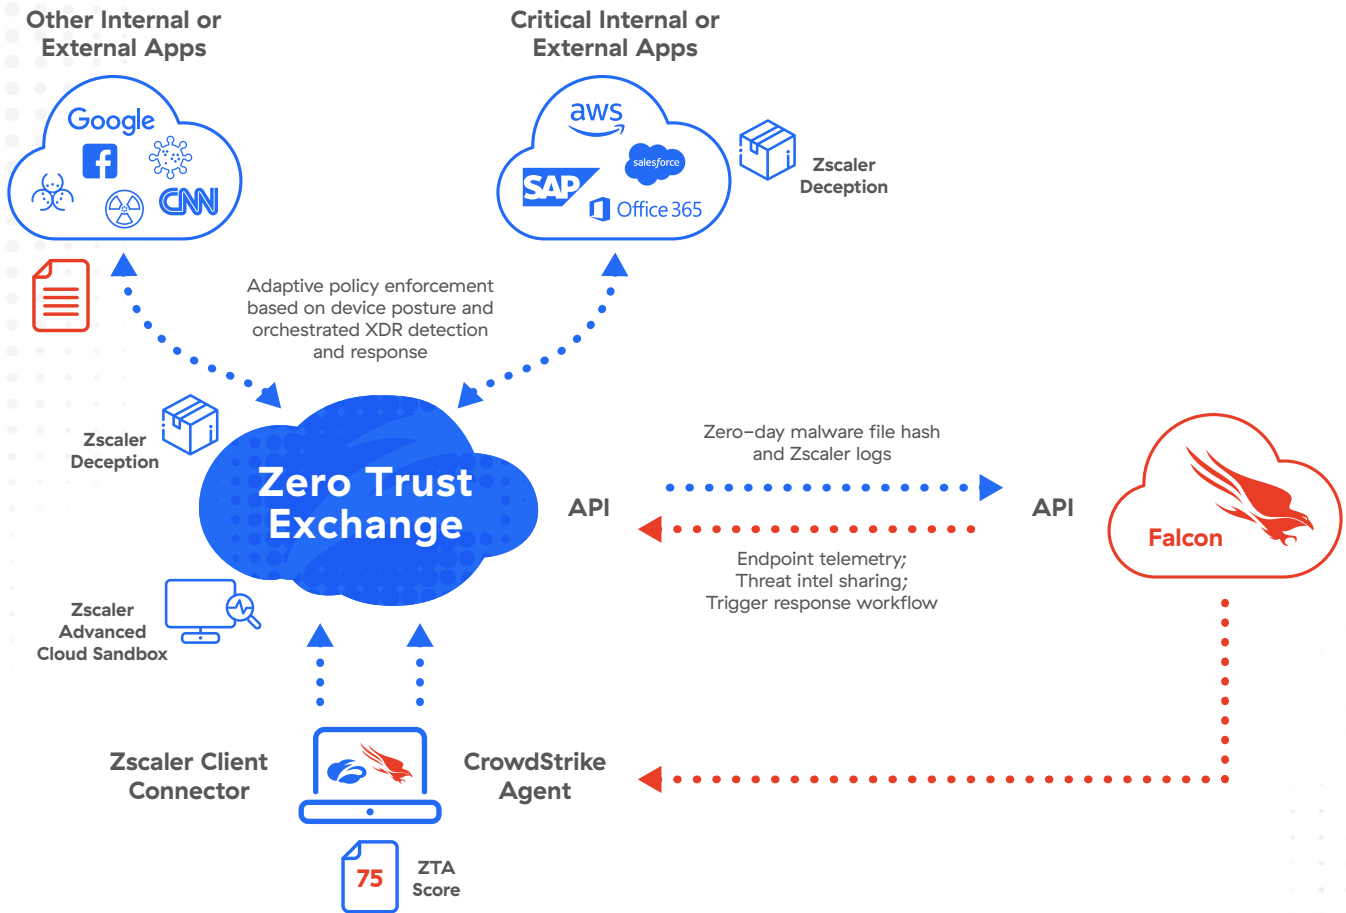 Other Internal or
External Apps
Critical Internal or
External Apps
Google
CNN
aws
salesforce
SAP
Office 365
Zscaler
Deception
Adaptive policy enforcement
based on device posture and
orchestrated XDR detection
and response
Zscaler
Deception
Zero Trust
Exchange
API
Zero-day malware file hash
and Zscaler logs
Endpoint telemetry;
Threat intel sharing;
Trigger response workflow
API
Falcon
Zscaler
Advanced
Cloud Sandbox
Zscaler Client
Connector
CrowdStrike
Agent
75
ZTA
Score